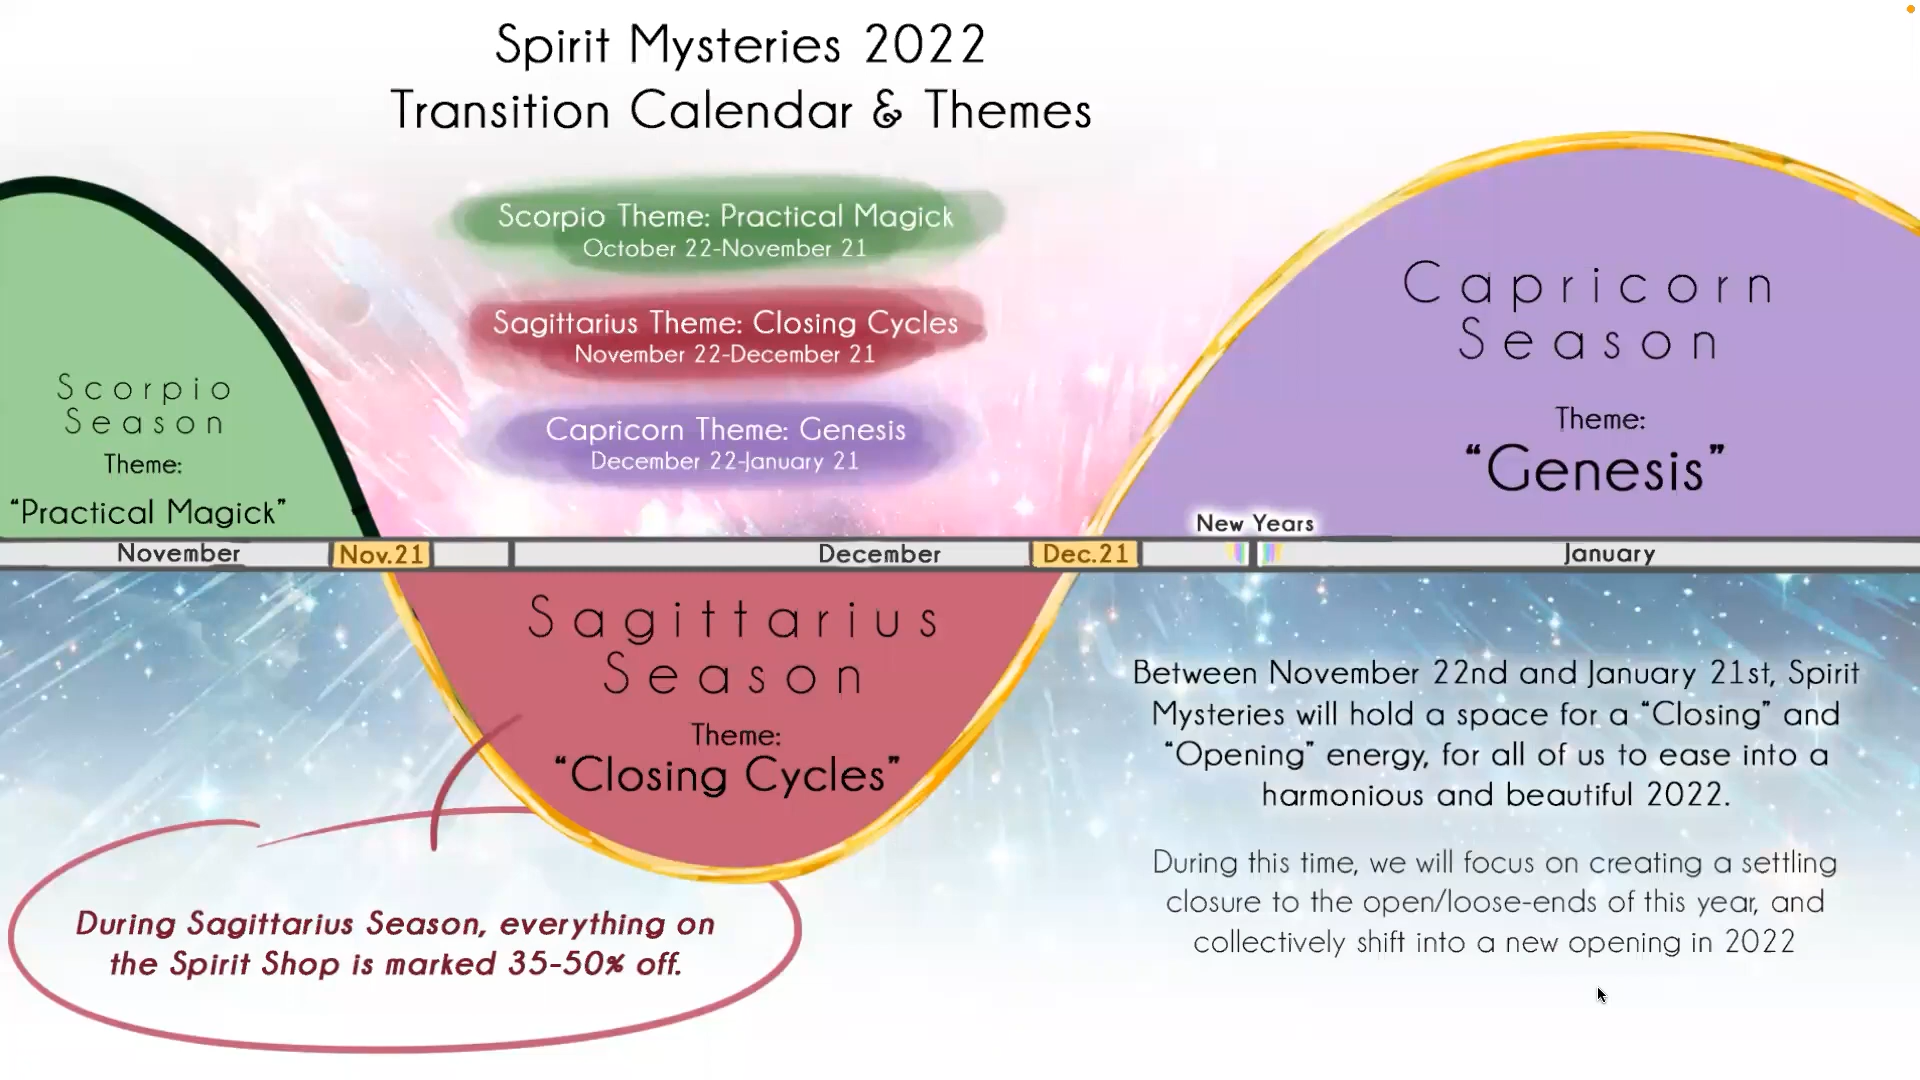 Spirit Mysteries 2022
Transition Calendar & Themes
Scorpio Theme: Practical Magick
October 22-November 21
Sagittarius Theme: Closing Cycles
November 22-December 21
Capricorn Theme: Genesis
December 22-January 21
Scorpio
Season
Theme:
“Practical Magick”
Capricorn
Season
Theme:
“Genesis”
New Years
November
Nov.21
December
Dec.21
January
Sagittarius
Season
Theme:
“Closing Cycles”
During Sagittarius Season, everything on
the Spirit Shop is marked 35-50% off.
Between November 22nd and January 21st, Spirit
Mysteries will hold a space for a “Closing” and
“Opening” energy, for all of us to ease into a
harmonious and beautiful 2022.
During this time, we will focus on creating a settling
closure to the open/loose-ends of this year, and
collectively shift into a new opening in 2022